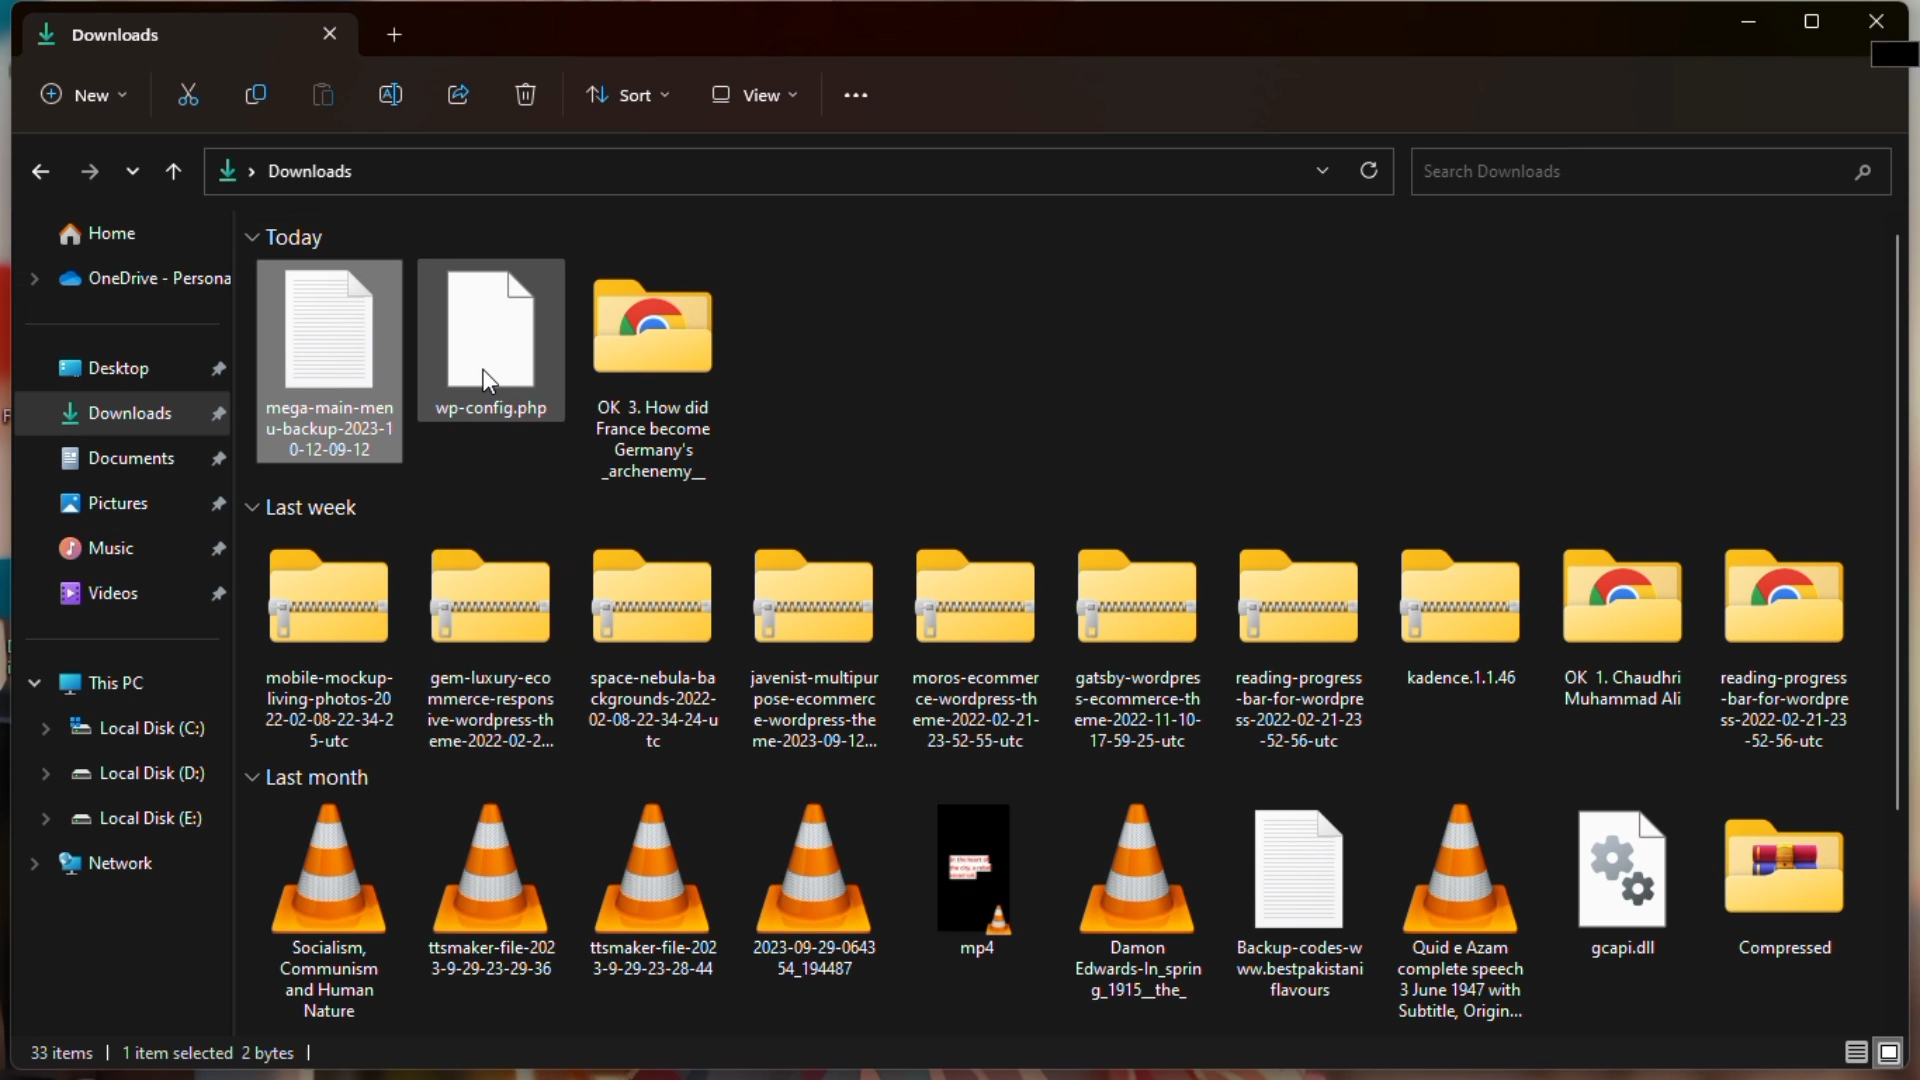 Downloads
New
Sort
View
Downloads
Search Downloads
Home
OneDrive - Persona
Desktop
Downloads
Documents
Pictures
Music
Videos
This PC
Local Disk (C:)
Local Disk (D:)
Local Disk (E:)
Network
Today
mega-main-men
u-backup-2023-1
0-12-09-12
wp-config.php
OK 3. How did
France become
Germany's
_archenemy__
Last week
mobile-mockup-
living-photos-20
22-02-08-22-34-2
5-utc
gem-luxury-eco
mmerce-respons
ive-wordpress-th
eme-2022-02-2...
space-nebula-ba
ckgrounds-2022-
02-08-22-34-24-u
tc
javenist-multipur
pose-ecommerc
e-wordpress-the
me-2023-09-12...
moros-ecommer
ce-wordpress-th
eme-2022-02-21-
23-52-55-utc
gatsby-wordpres
s-ecommerce-th
eme-2022-11-10-
17-59-25-utc
reading-progress
-bar-for-wordpre
ss-2022-02-21-23
-52-56-utc
kadence.1.1.46
OK 1. Chaudhri
Muhammad Ali
reading-progress
-bar-for-wordpre
ss-2022-02-21-23
-52-56-utc
Last month
Socialism,
Communism
and Human
Nature
ttsmaker-file-202
3-9-29-23-29-36
ttsmaker-file-202
3-9-29-23-28-44
2023-09-29-0643
54_194487
mp4
Damon
Edwards-In_sprin
g_1915__the_
Backup-codes-w
ww.bestpakistani
flavours
Quid e Azam
complete speech
3 June 1947 with
Subtitle, Origin...
gcapi.dll
Compressed
33 items
1 item selected 2 bytes